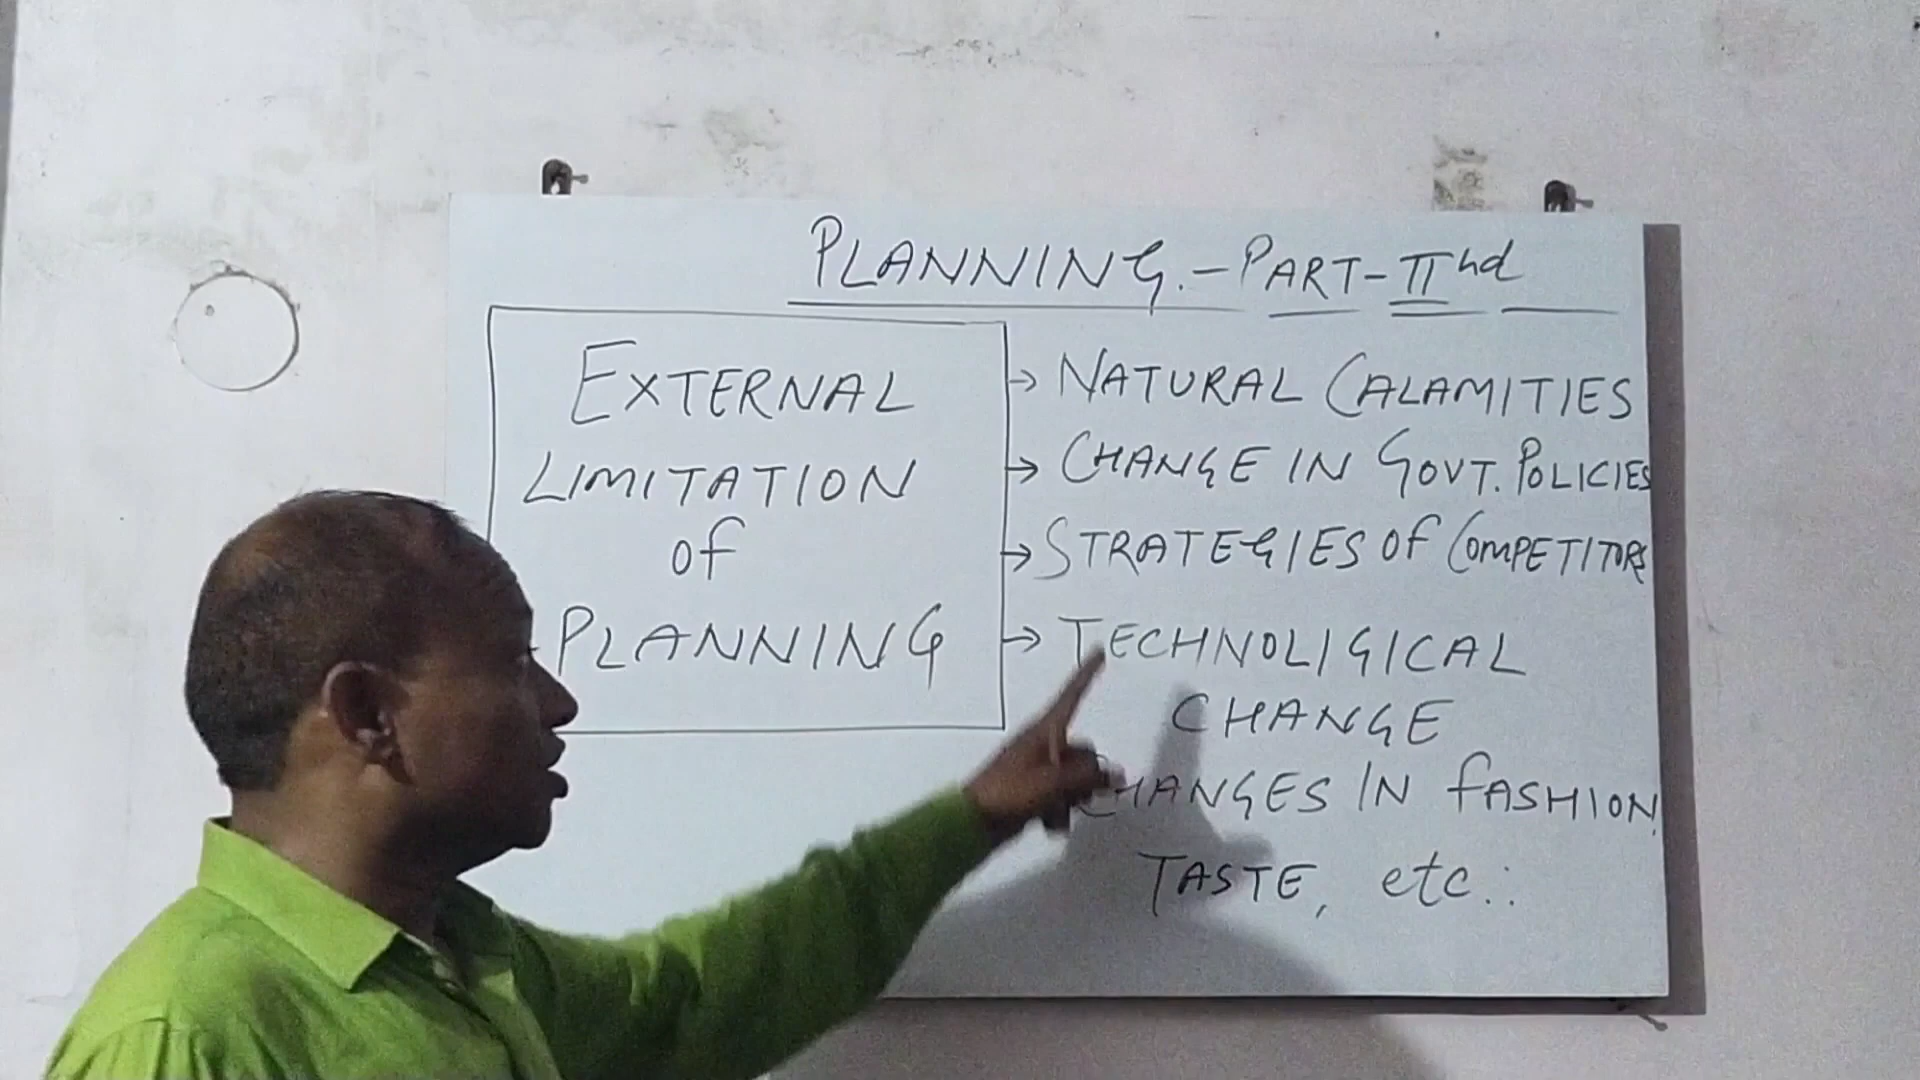 PLANNING.-PART-IInd
EXTERNAL
LIMITATION
of
PLANNING
→ NATURAL CALAMITIES
→ CHANGE IN GOVT. POLICIES
→ STRATEGIES OF COMPETITORS
→ TECHNOLIGICAL
CHANGE
CHANGES IN FASHION,
TASTE, etc..